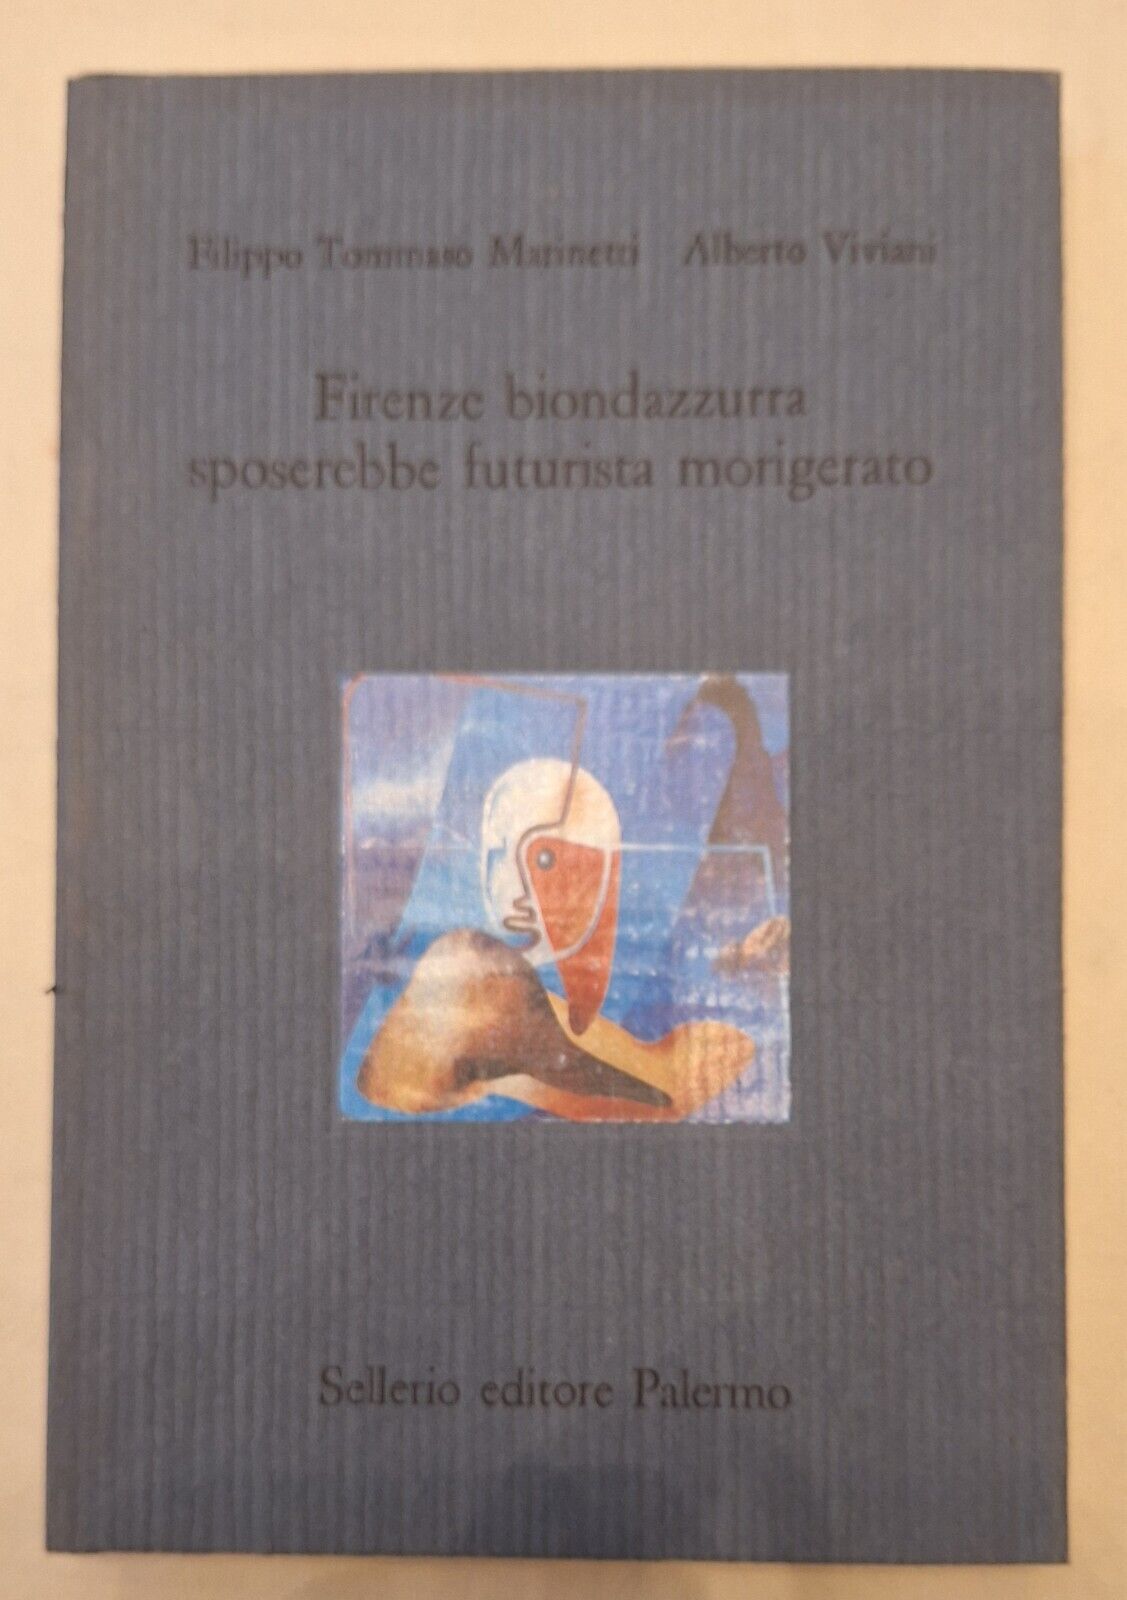 Filippo Tommaso Marinetti Alberto Viviani
Firenze biondazzurra
sposerebbe futurista morigerato
Sellerio editore Palermo